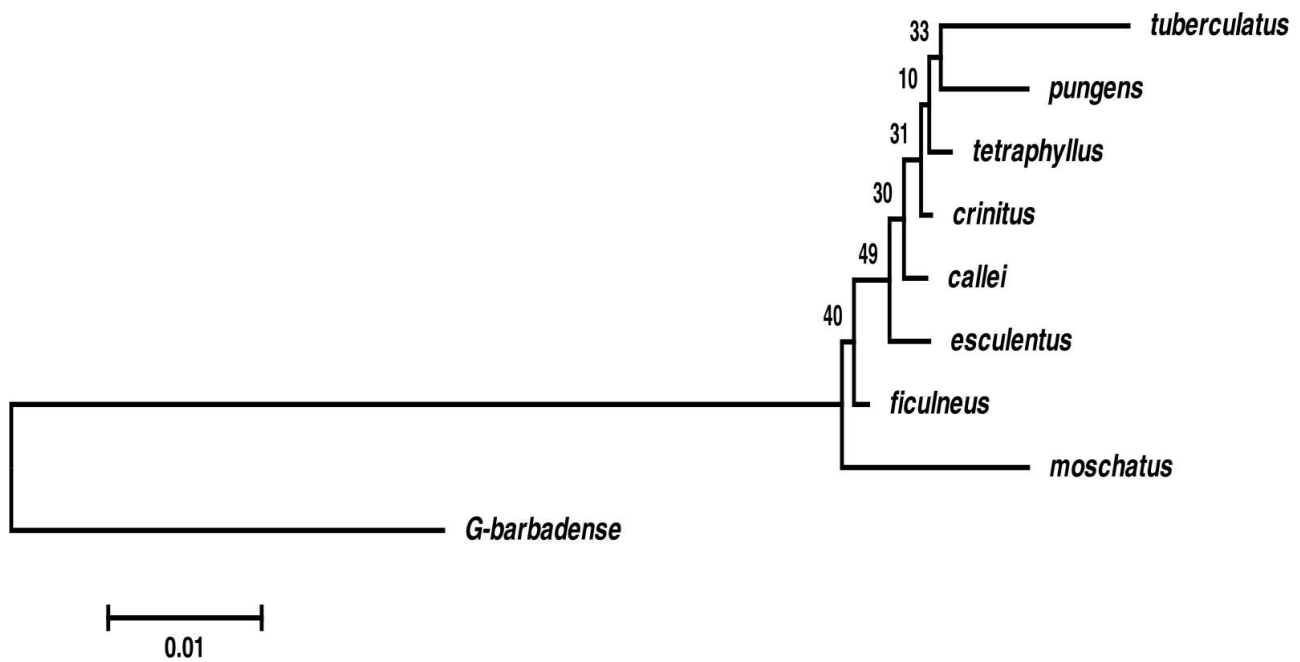 tuberculatus
33
pungens
10
tetraphyllus
31
crinitus
30
callei
49
esculentus
40
ficulneus
moschatus
G-barbadense
0.01